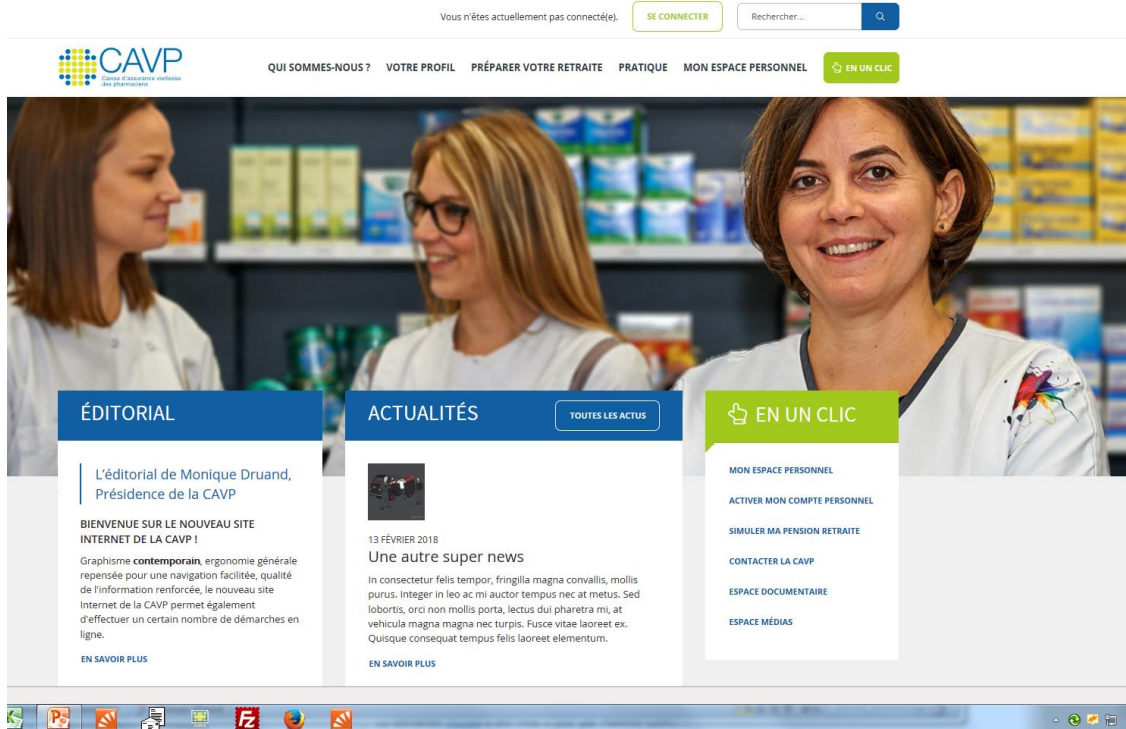 Vous n'êtes actuellement pas connecté(e).
SE CONNECTER
Rechercher...
CAVP
Caisse d'assurance vieillesse
des pharmaciens
QUI SOMMES-NOUS ?
VOTRE PROFIL
PRÉPARER VOTRE RETRAITE
PRATIQUE
MON ESPACE PERSONNEL
EN UN CLIC
ÉDITORIAL
L'éditorial de Monique Druand,
Présidence de la CAVP
BIENVENUE SUR LE NOUVEAU SITE
INTERNET DE LA CAVP !
Graphisme contemporain, ergonomie générale
repensée pour une navigation facilitée, qualité
de l'information renforcée, le nouveau site
Internet de la CAVP permet également
d'effectuer un certain nombre de démarches en
ligne.
EN SAVOIR PLUS
ACTUALITÉS
TOUTES LES ACTUS
13 FÉVRIER 2018
Une autre super news
In consectetur felis tempor, fringilla magna convallis, mollis
purus. Integer in leo ac mi auctor tempus nec at metus. Sed
lobortis, orci non mollis porta, lectus dui pharetra mi, at
vehicula magna magna nec turpis. Fusce vitae laoreet ex.
Quisque consequat tempus felis laoreet elementum.
EN SAVOIR PLUS
EN UN CLIC
MON ESPACE PERSONNEL
ACTIVER MON COMPTE PERSONNEL
SIMULER MA PENSION RETRAITE
CONTACTER LA CAVP
ESPACE DOCUMENTAIRE
ESPACE MÉDIAS